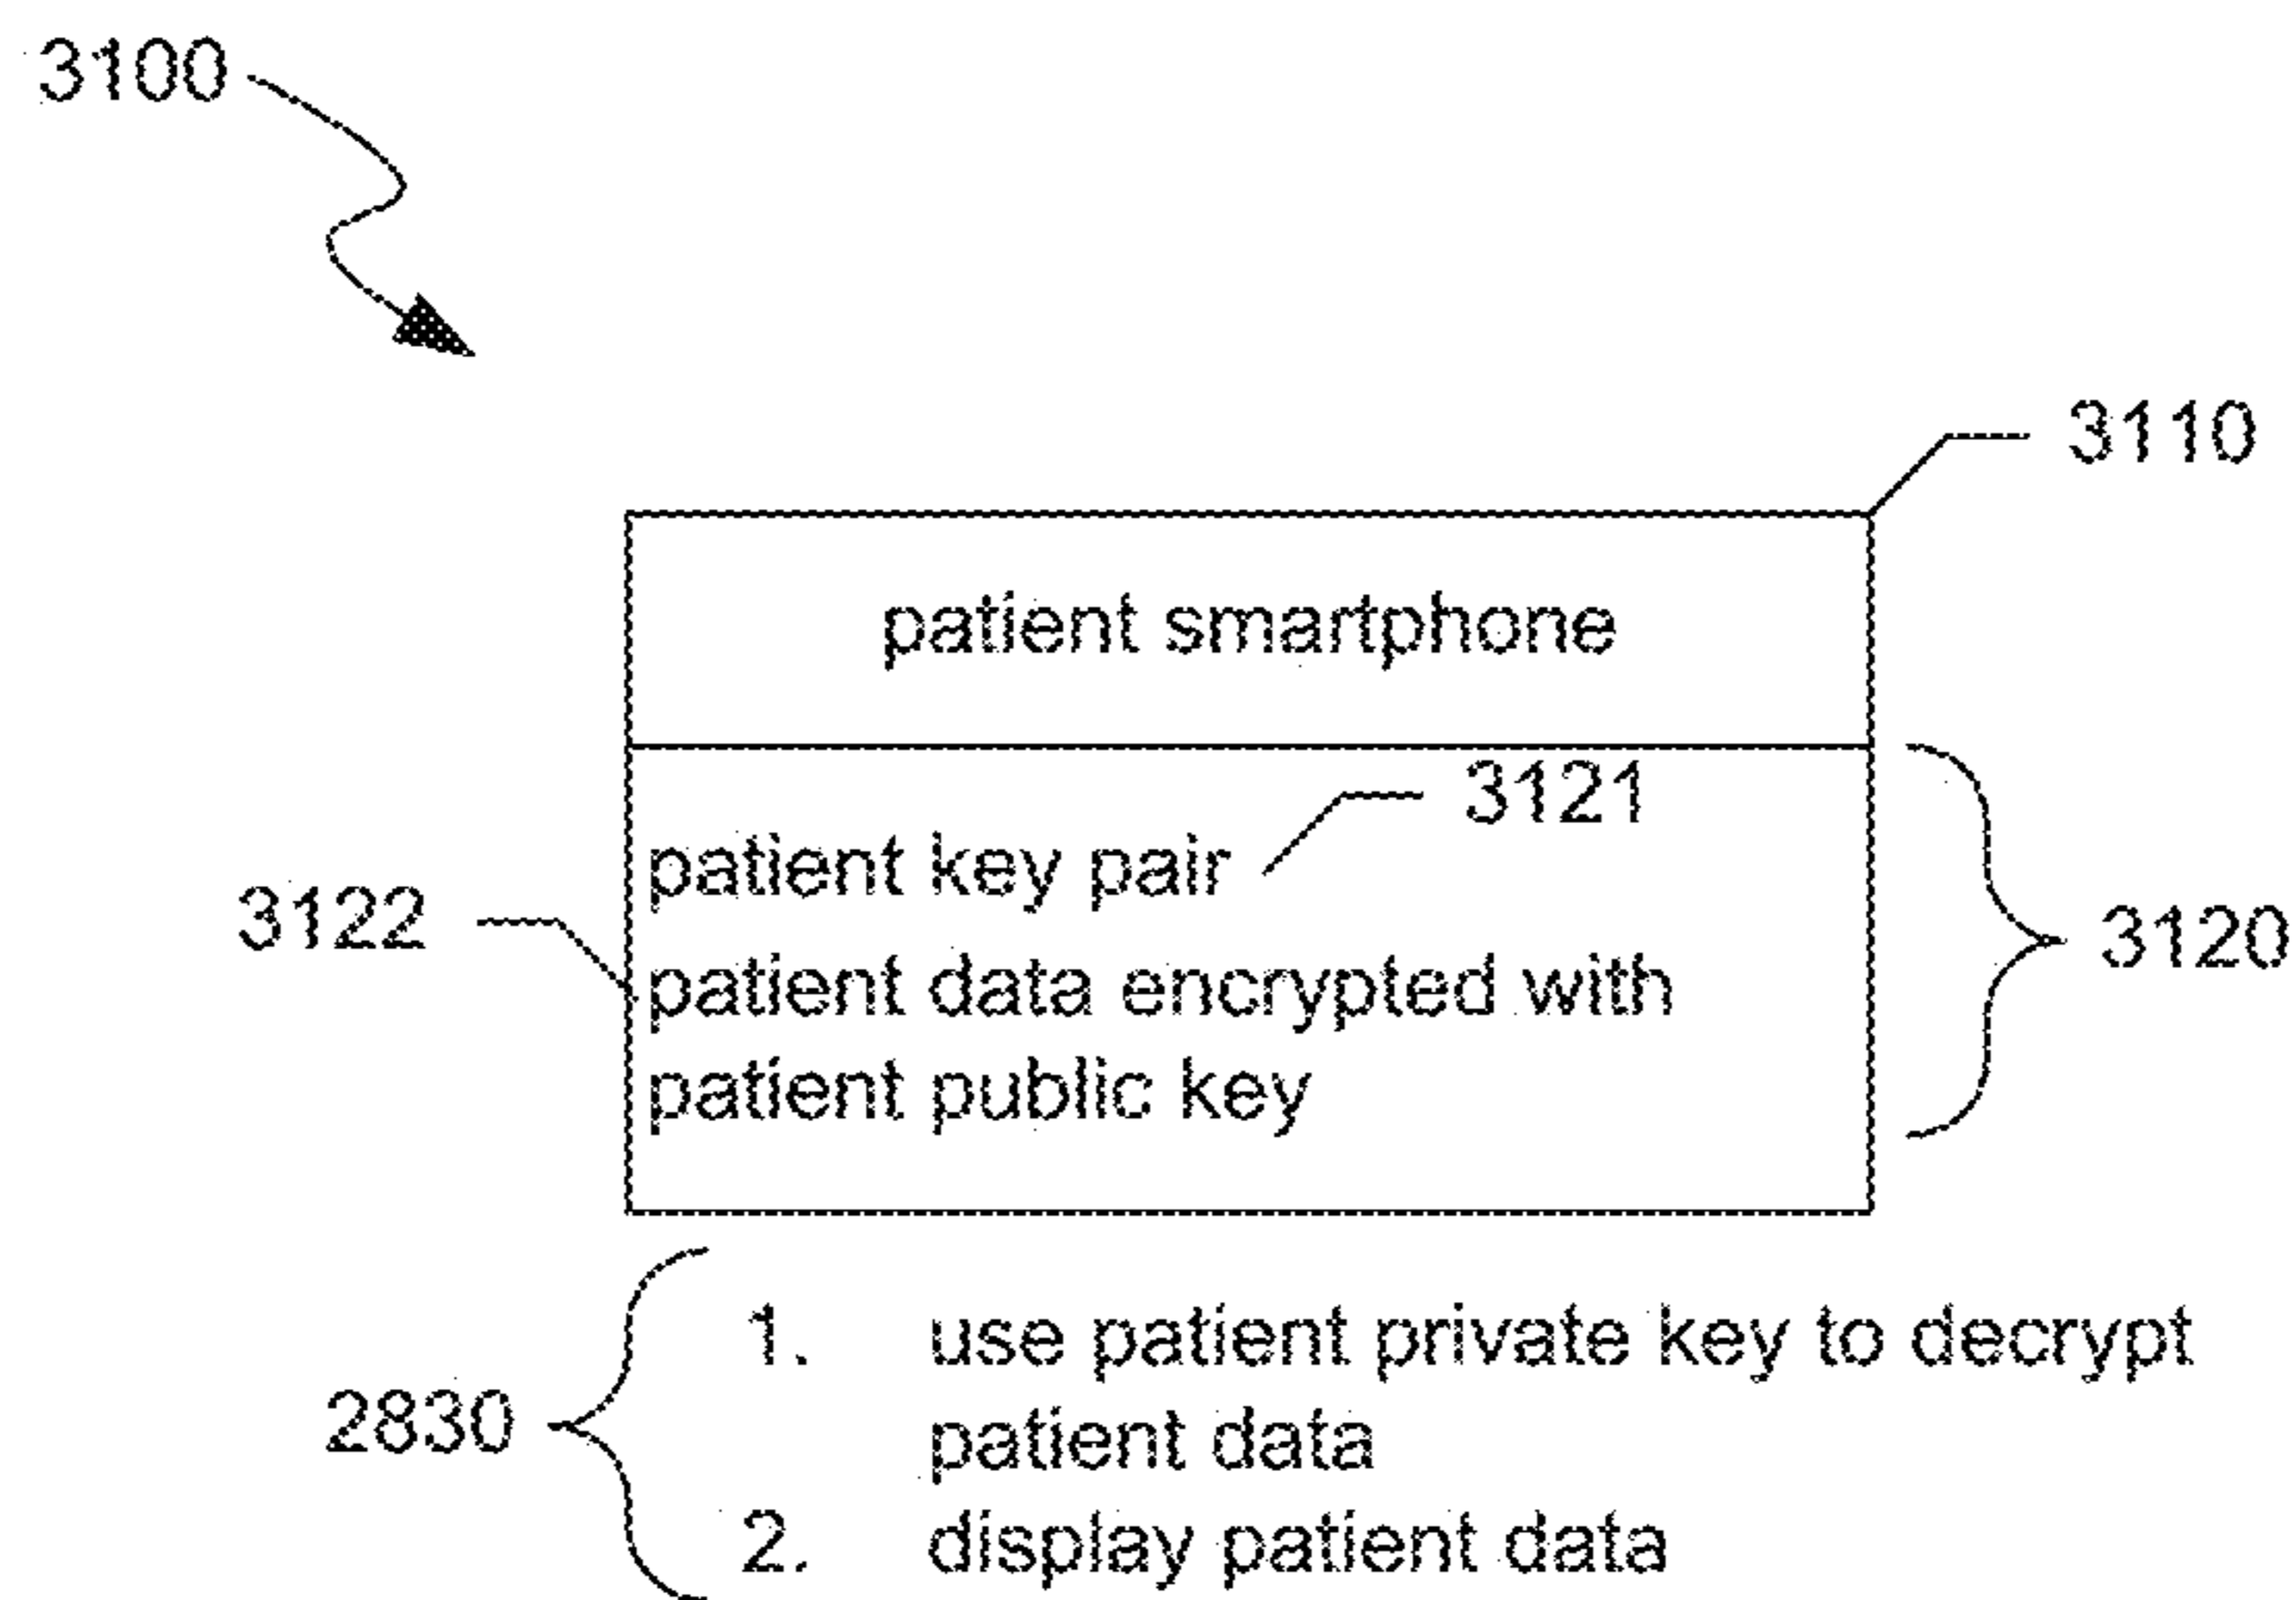 3100
3110
patient smartphone
3121
patient key pair
3122
patient data encrypted with
3120
patient public key
1. use patient private key to decrypt
2830
patient data
2. display patient data